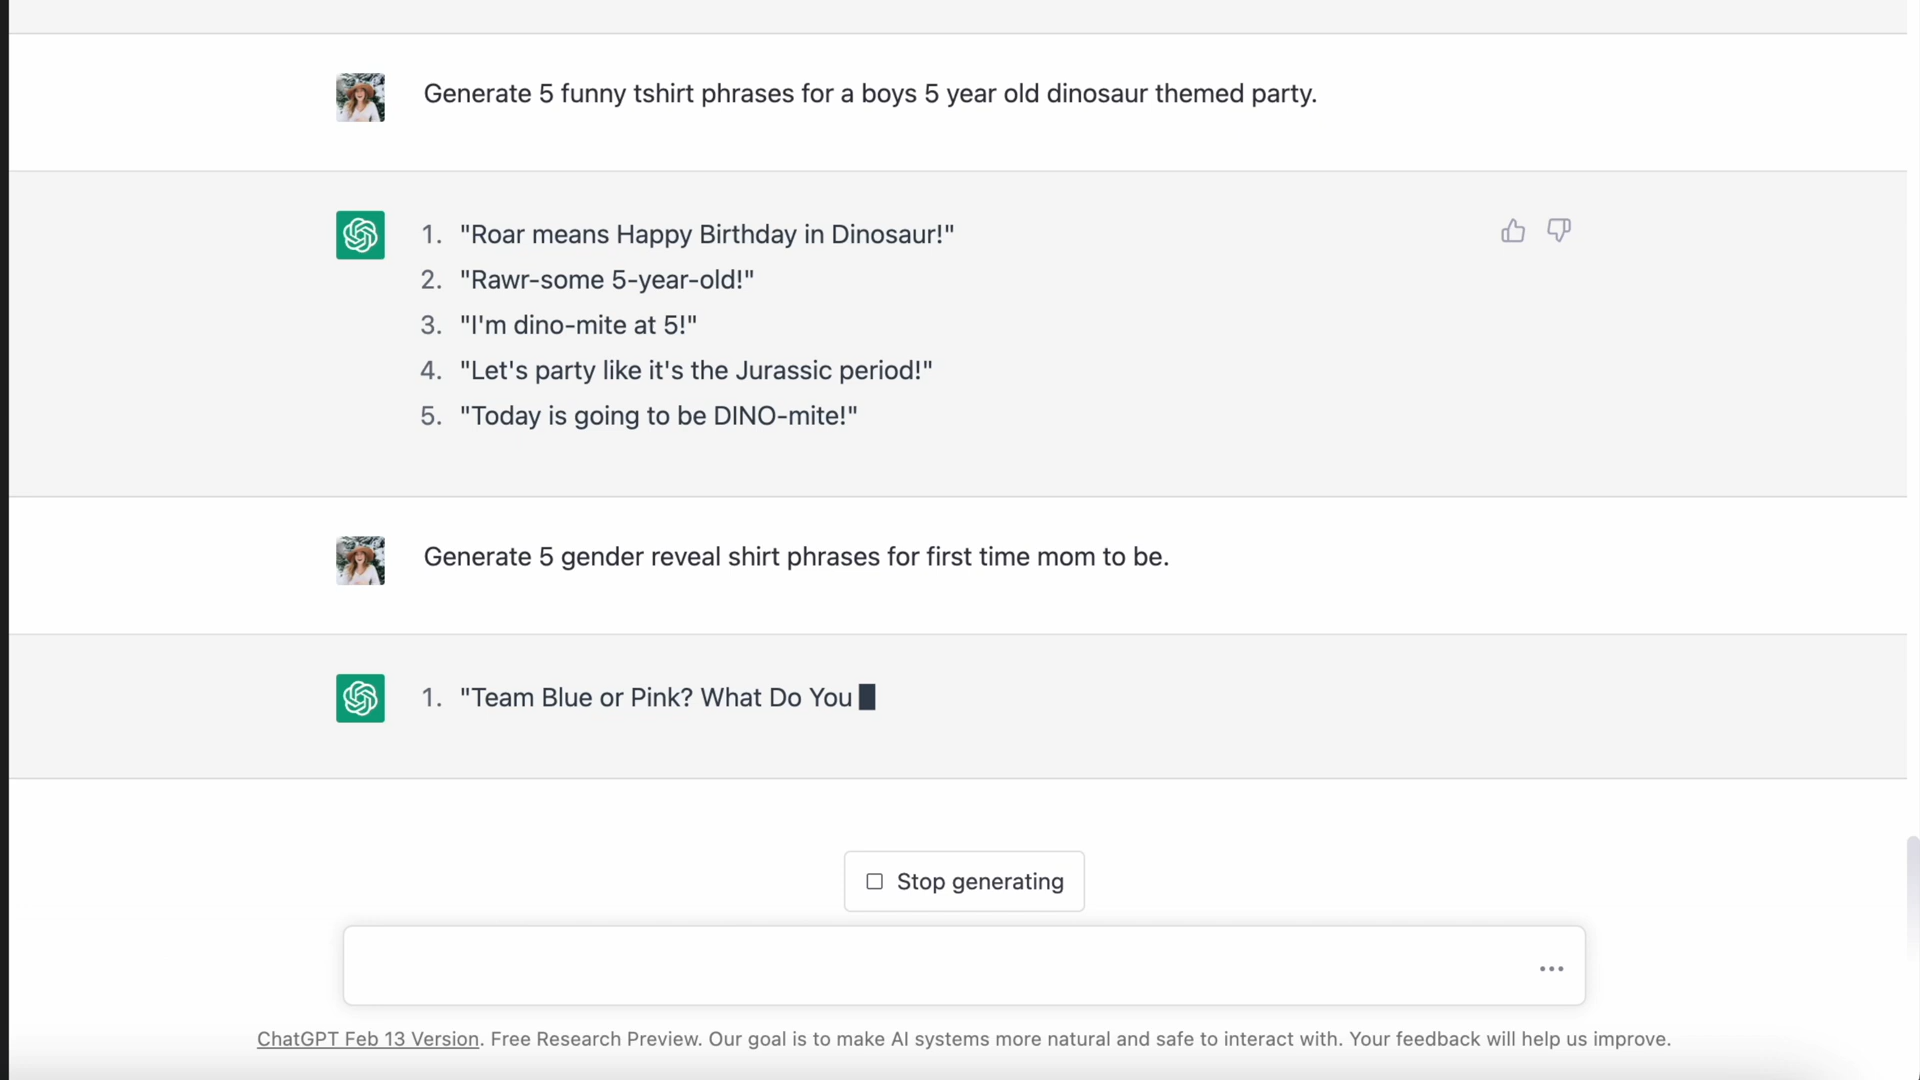 Generate 5 funny tshirt phrases for a boys 5 year old dinosaur themed party.
1. "Roar means Happy Birthday in Dinosaur!"
2. "Rawr-some 5-year-old!"
3. "I'm dino-mite at 5!"
4. "Let's party like it's the Jurassic period!"
5. "Today is going to be DINO-mite!"
Generate 5 gender reveal shirt phrases for first time mom to be.
1. "Team Blue or Pink? What Do You
Stop generating
ChatGPT Feb 13 Version. Free Research Preview. Our goal is to make AI systems more natural and safe to interact with. Your feedback will help us improve.